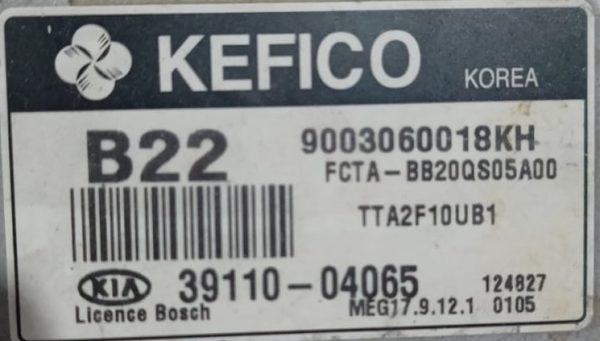 KEFICO KOREA
B22 9003060018KH
FCTA-BB20QS05A00
TTA2F10UB1
KIA 39110-04065 124827
Licence Bosch MEG17.9.12.1 0105